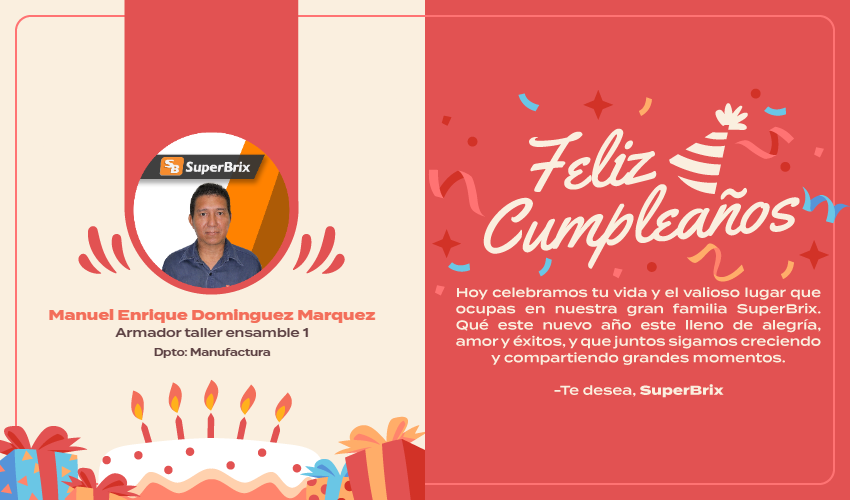 SB SuperBrix
Manuel Enrique Dominguez Marquez
Armador taller ensamble 1
Dpto: Manufactura
Feliz
Cumpleaños
Hoy celebramos tu vida y el valioso lugar que
ocupas en nuestra gran familia SuperBrix.
Qué este nuevo año este lleno de alegría,
amor y éxitos, y que juntos sigamos creciendo
y compartiendo grandes momentos.
-Te desea, SuperBrix